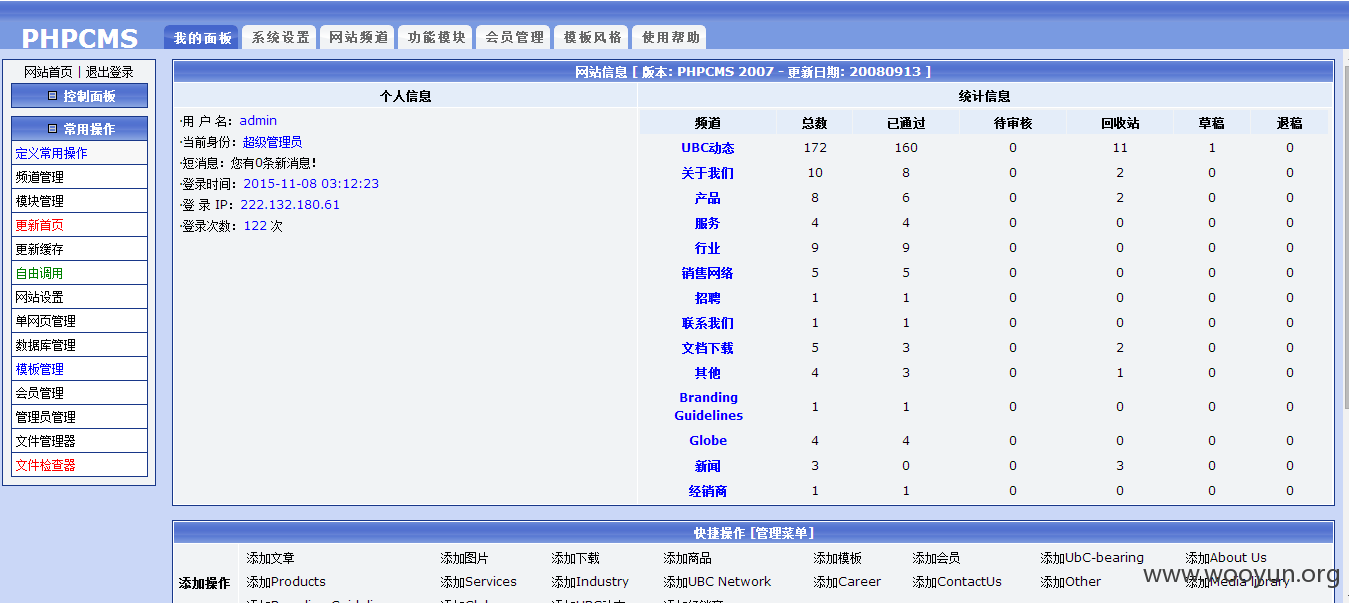 PHPCMS
我的面板 系统设置 网站频道 功能模块 会员管理 模板风格 使用帮助
网站首页 | 退出登录
控制面板
常用操作
定义常用操作
频道管理
模块管理
更新首页
更新缓存
自由调用
网站设置
单网页管理
数据库管理
模板管理
会员管理
管理员管理
文件管理器
文件检查器
网站信息 [ 版本: PHPCMS 2007 - 更新日期: 20080913 ]
个人信息
·用 户 名: admin
·当前身份: 超级管理员
·短消息: 您有0条新消息!
·登录时间: 2015-11-08 03:12:23
·登 录 IP: 222.132.180.61
·登录次数: 122 次
统计信息
频道 总数 已通过 待审核 回收站 草稿 退稿
UBC动态 172 160 0 11 1 0
关于我们 10 8 0 2 0 0
产品 8 6 0 2 0 0
服务 4 4 0 0 0 0
行业 9 9 0 0 0 0
销售网络 5 5 0 0 0 0
招聘 1 1 0 0 0 0
联系我们 1 1 0 0 0 0
文档下载 5 3 0 2 0 0
其他 4 3 0 1 0 0
Branding
Guidelines 1 1 0 0 0 0
Globe 4 4 0 0 0 0
新闻 3 0 0 3 0 0
经销商 1 1 0 0 0 0
快捷操作 [管理菜单]
添加操作
添加文章 添加图片 添加下载 添加商品 添加模板 添加会员 添加UbC-bearing 添加About Us
添加Products 添加Services 添加Industry 添加UBC Network 添加Career 添加ContactUs 添加Other 添加Media library
www.wooyun.org